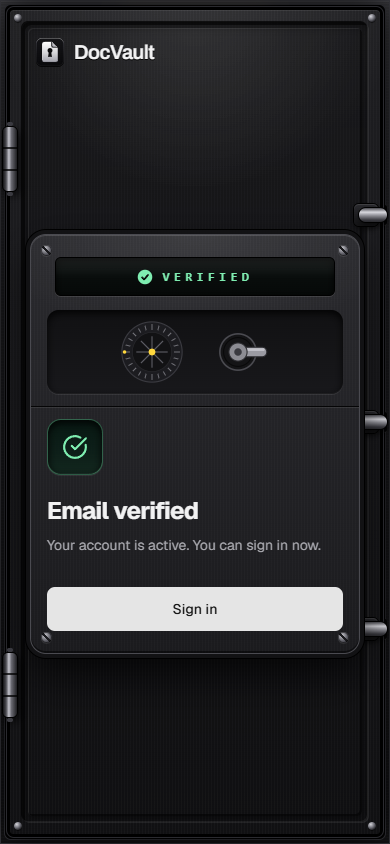 DocVault
VERIFIED
Email verified
Your account is active. You can sign in now.
Sign in